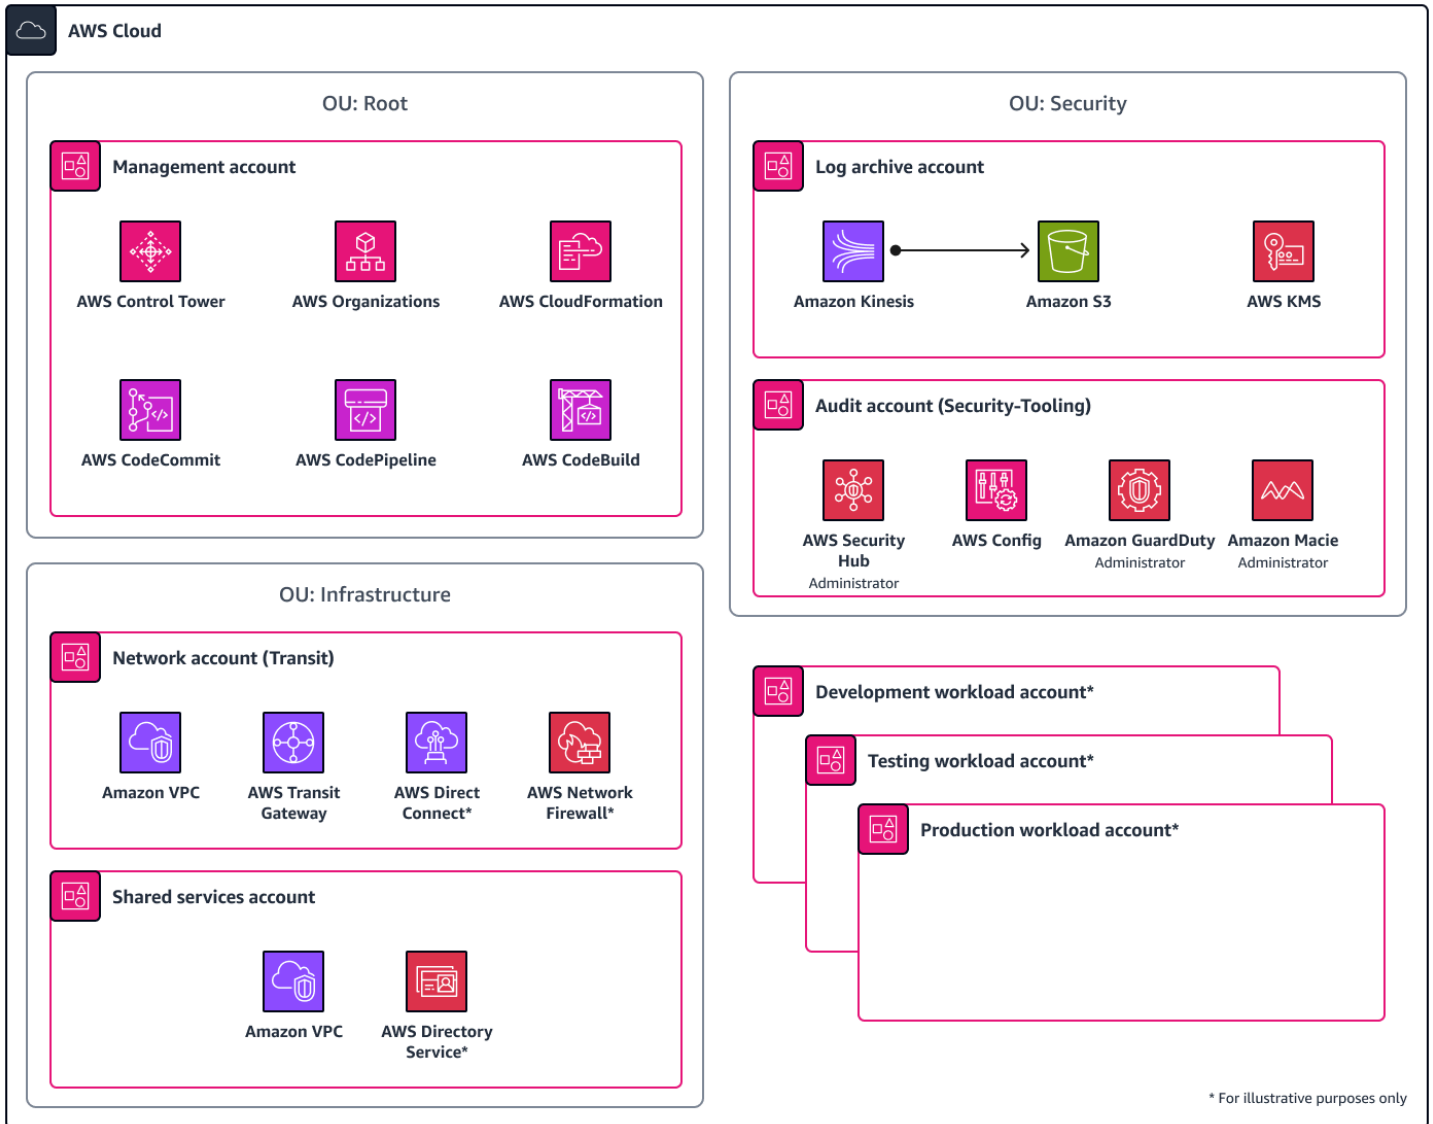 AWS Cloud
OU: Root
Management account
AWS Control Tower
AWS Organizations
AWS CloudFormation
AWS CodeCommit
AWS CodePipeline
AWS CodeBuild
OU: Infrastructure
Network account (Transit)
Amazon VPC
AWS Transit
Gateway
AWS Direct
Connect*
AWS Network
Firewall*
Shared services account
Amazon VPC
AWS Directory
Service*
OU: Security
Log archive account
Amazon Kinesis
Amazon S3
AWS KMS
Audit account (Security-Tooling)
AWS Security
Hub
Administrator
AWS Config
Amazon GuardDuty
Administrator
Amazon Macie
Administrator
Development workload account*
Testing workload account*
Production workload account*
* For illustrative purposes only